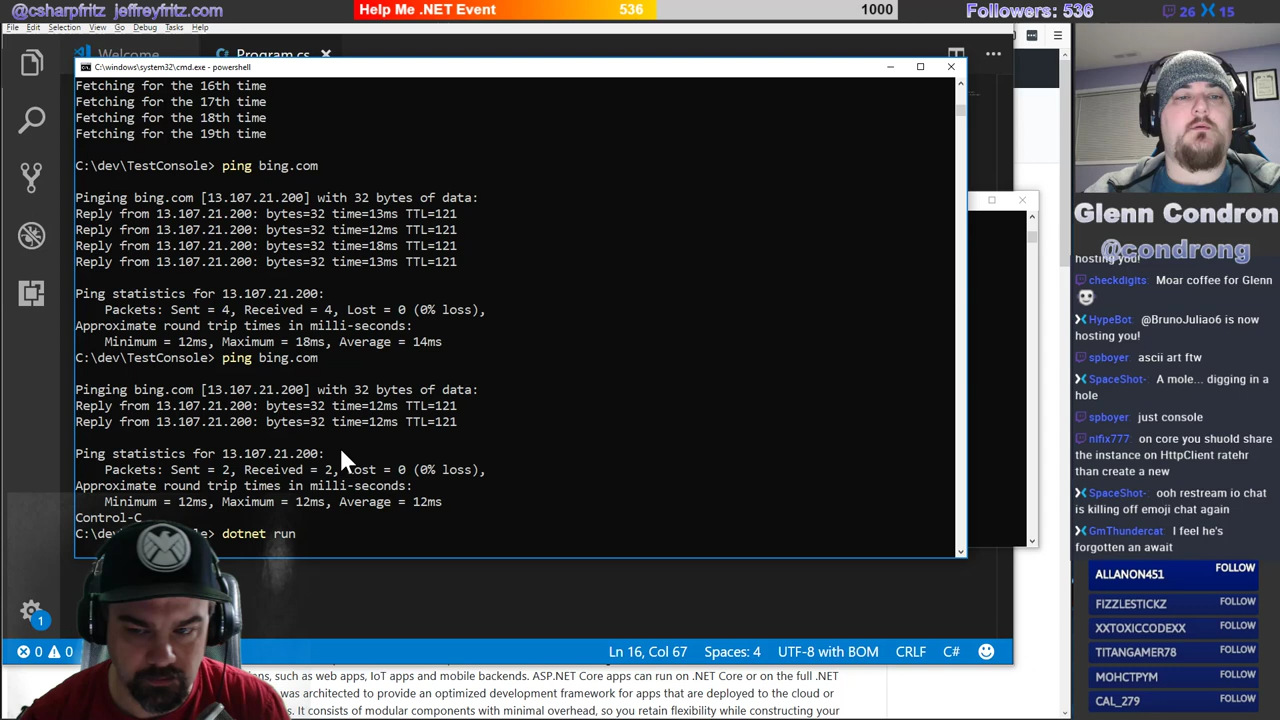 @csharpfritz jeffreyfritz.com
Help Me .NET Event 536 1000
Followers: 536 26 15
File Edit Selection View Go Debug Tasks Help
Welcome Program.cs
C:\windows\system32\cmd.exe - powershell
Fetching for the 16th time
Fetching for the 17th time
Fetching for the 18th time
Fetching for the 19th time
C:\dev\TestConsole> ping bing.com
Pinging bing.com [13.107.21.200] with 32 bytes of data:
Reply from 13.107.21.200: bytes=32 time=13ms TTL=121
Reply from 13.107.21.200: bytes=32 time=12ms TTL=121
Reply from 13.107.21.200: bytes=32 time=18ms TTL=121
Reply from 13.107.21.200: bytes=32 time=13ms TTL=121
Ping statistics for 13.107.21.200:
Packets: Sent = 4, Received = 4, Lost = 0 (0% loss),
Approximate round trip times in milli-seconds:
Minimum = 12ms, Maximum = 18ms, Average = 14ms
C:\dev\TestConsole> ping bing.com
Pinging bing.com [13.107.21.200] with 32 bytes of data:
Reply from 13.107.21.200: bytes=32 time=12ms TTL=121
Reply from 13.107.21.200: bytes=32 time=12ms TTL=121
Ping statistics for 13.107.21.200:
Packets: Sent = 2, Received = 2, Lost = 0 (0% loss),
Approximate round trip times in milli-seconds:
Minimum = 12ms, Maximum = 12ms, Average = 12ms
Control-C
C:\de le> dotnet run
1
0 0
Ln 16, Col 67 Spaces: 4 UTF-8 with BOM CRLF C#
ons, such as web apps, IoT apps and mobile backends. ASP.NET Core apps can run on .NET Core or on the full .NET
was architected to provide an optimized development framework for apps that are deployed to the cloud or
s. It consists of modular components with minimal overhead, so you retain flexibility while constructing your
Glenn Condron
@condrong
hosting you!
checkdigits: Moar coffee for Glenn
HypeBot: @BrunoJuliao6 is now
hosting you!
spboyer: ascii art ftw
SpaceShot-: A mole... digging in a
hole
spboyer: just console
nifix777: on core you shuold share
the instance on HttpClient ratehr
than create a new
SpaceShot-: ooh restream io chat
is killing off emoji chat again
GmThundercat: I feel he's
forgotten an await
ALLANON451 FOLLOW
FIZZLESTICKZ FOLLOW
XXTOXICCODEXX FOLLOW
TITANGAMER78 FOLLOW
MOHCTPYM FOLLOW
CAL_279 FOLLOW